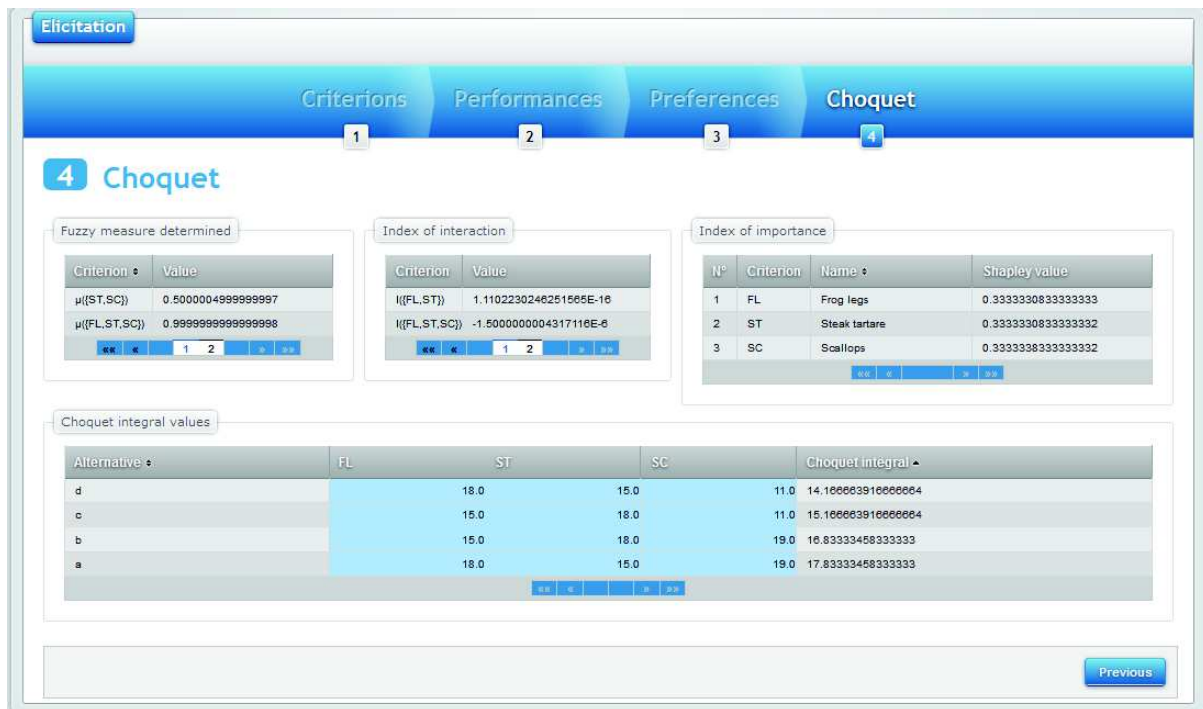 Elicitation
Criterions Performances Preferences Choquet
1 2 3 4
4 Choquet
Fuzzy measure determined
Criterion Value
μ({ST,SC}) 0.5000004999999997
μ({FL,ST,SC}) 0.9999999999999998
«« « 1 2 » »»
Index of interaction
Criterion Value
I({FL,ST}) 1.1102230246251565E-16
I({FL,ST,SC}) -1.5000000004317116E-6
«« « 1 2 » »»
Index of importance
N° Criterion Name Shapley value
1 FL Frog legs 0.3333330833333333
2 ST Steak tartare 0.3333330833333332
3 SC Scallops 0.3333338333333332
«« « » »»
Choquet integral values
Alternative FL ST SC Choquet integral
d 18.0 15.0 11.0 14.166663916666664
c 15.0 18.0 11.0 15.166663916666664
b 15.0 18.0 19.0 16.83333458333333
a 18.0 15.0 19.0 17.83333458333333
«« « » »»
Previous